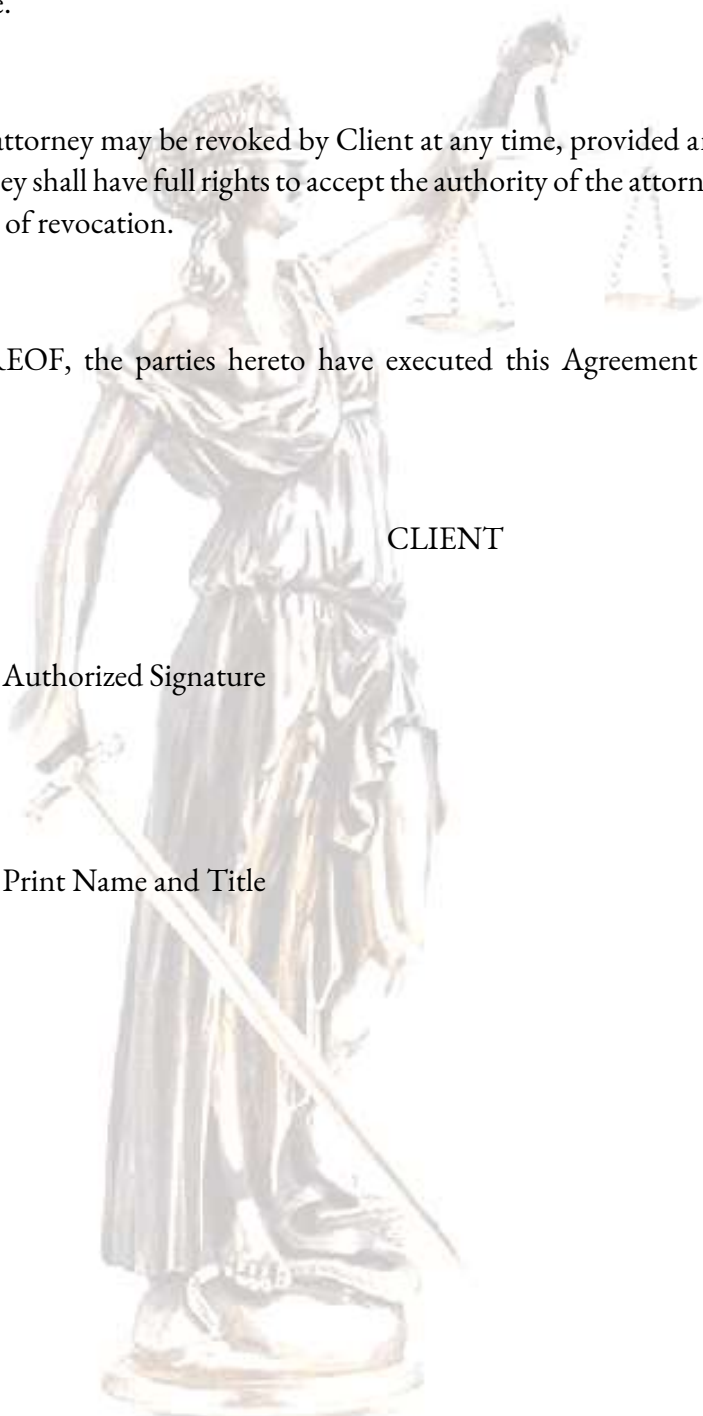 e.
attorney may be revoked by Client at any time, provided a
ey shall have full rights to accept the authority of the attorn
of revocation.
REOF, the parties hereto have executed this Agreement
CLIENT
Authorized Signature
Print Name and Title